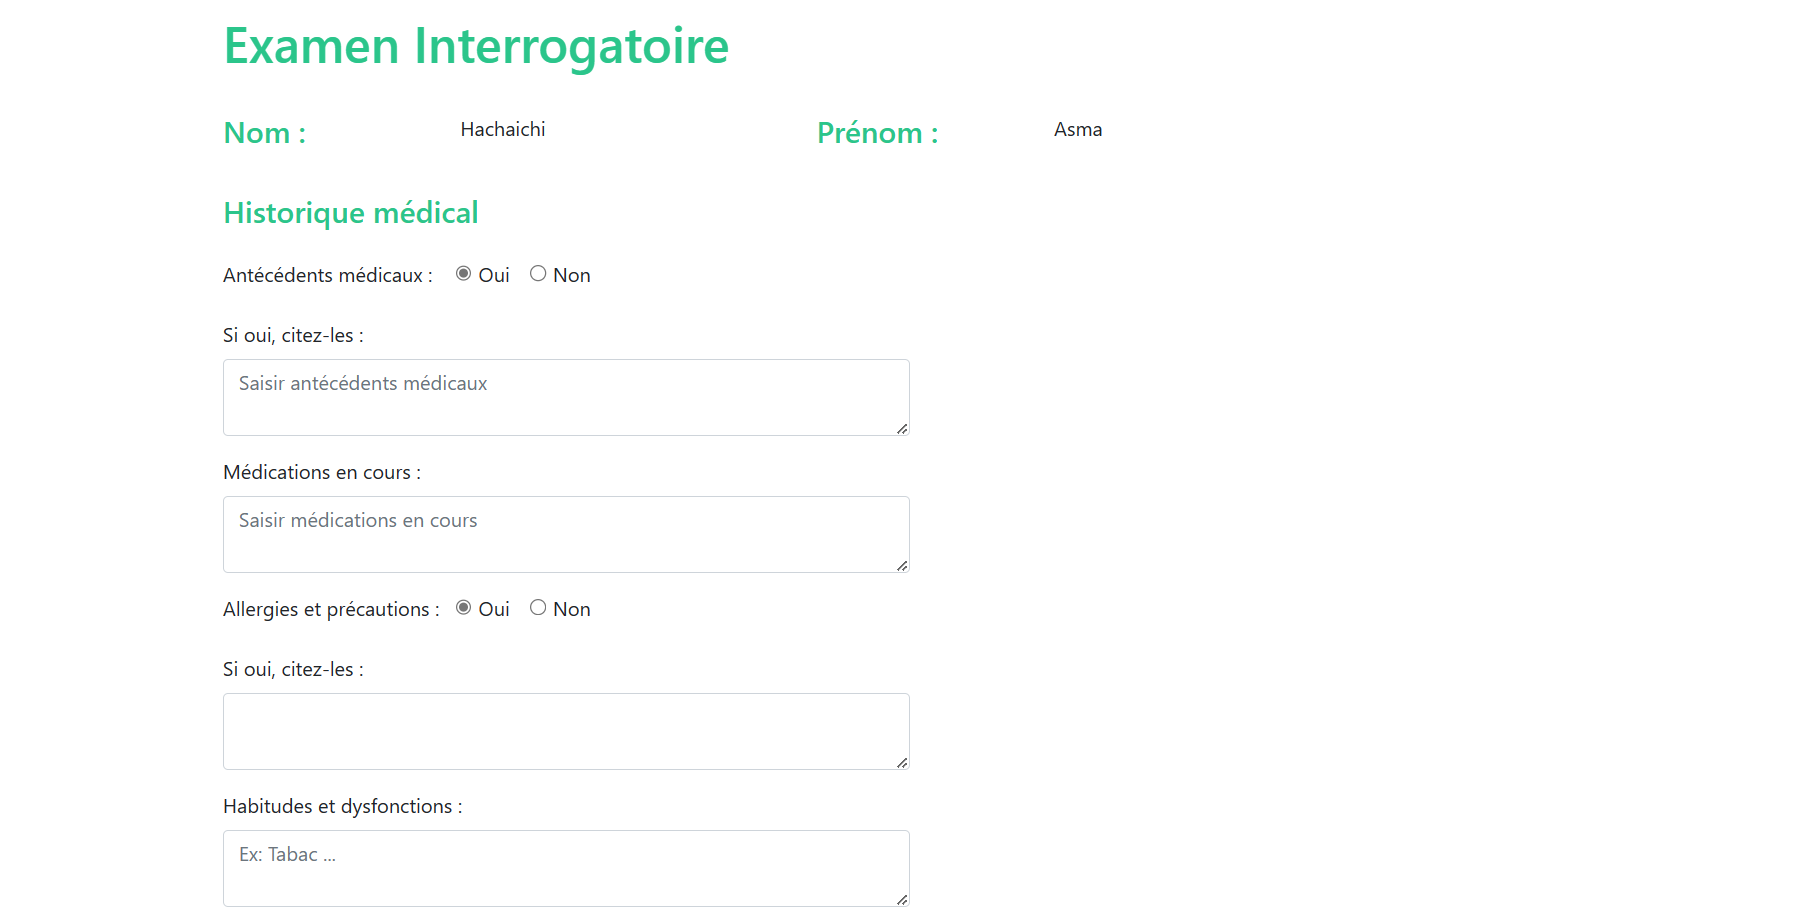 Examen Interrogatoire
Nom : Hachaichi Prénom : Asma
Historique médical
Antécédents médicaux : Oui Non
Si oui, citez-les :
Saisir antécédents médicaux
Médications en cours :
Saisir médications en cours
Allergies et précautions : Oui Non
Si oui, citez-les :
Habitudes et dysfonctions :
Ex: Tabac ...